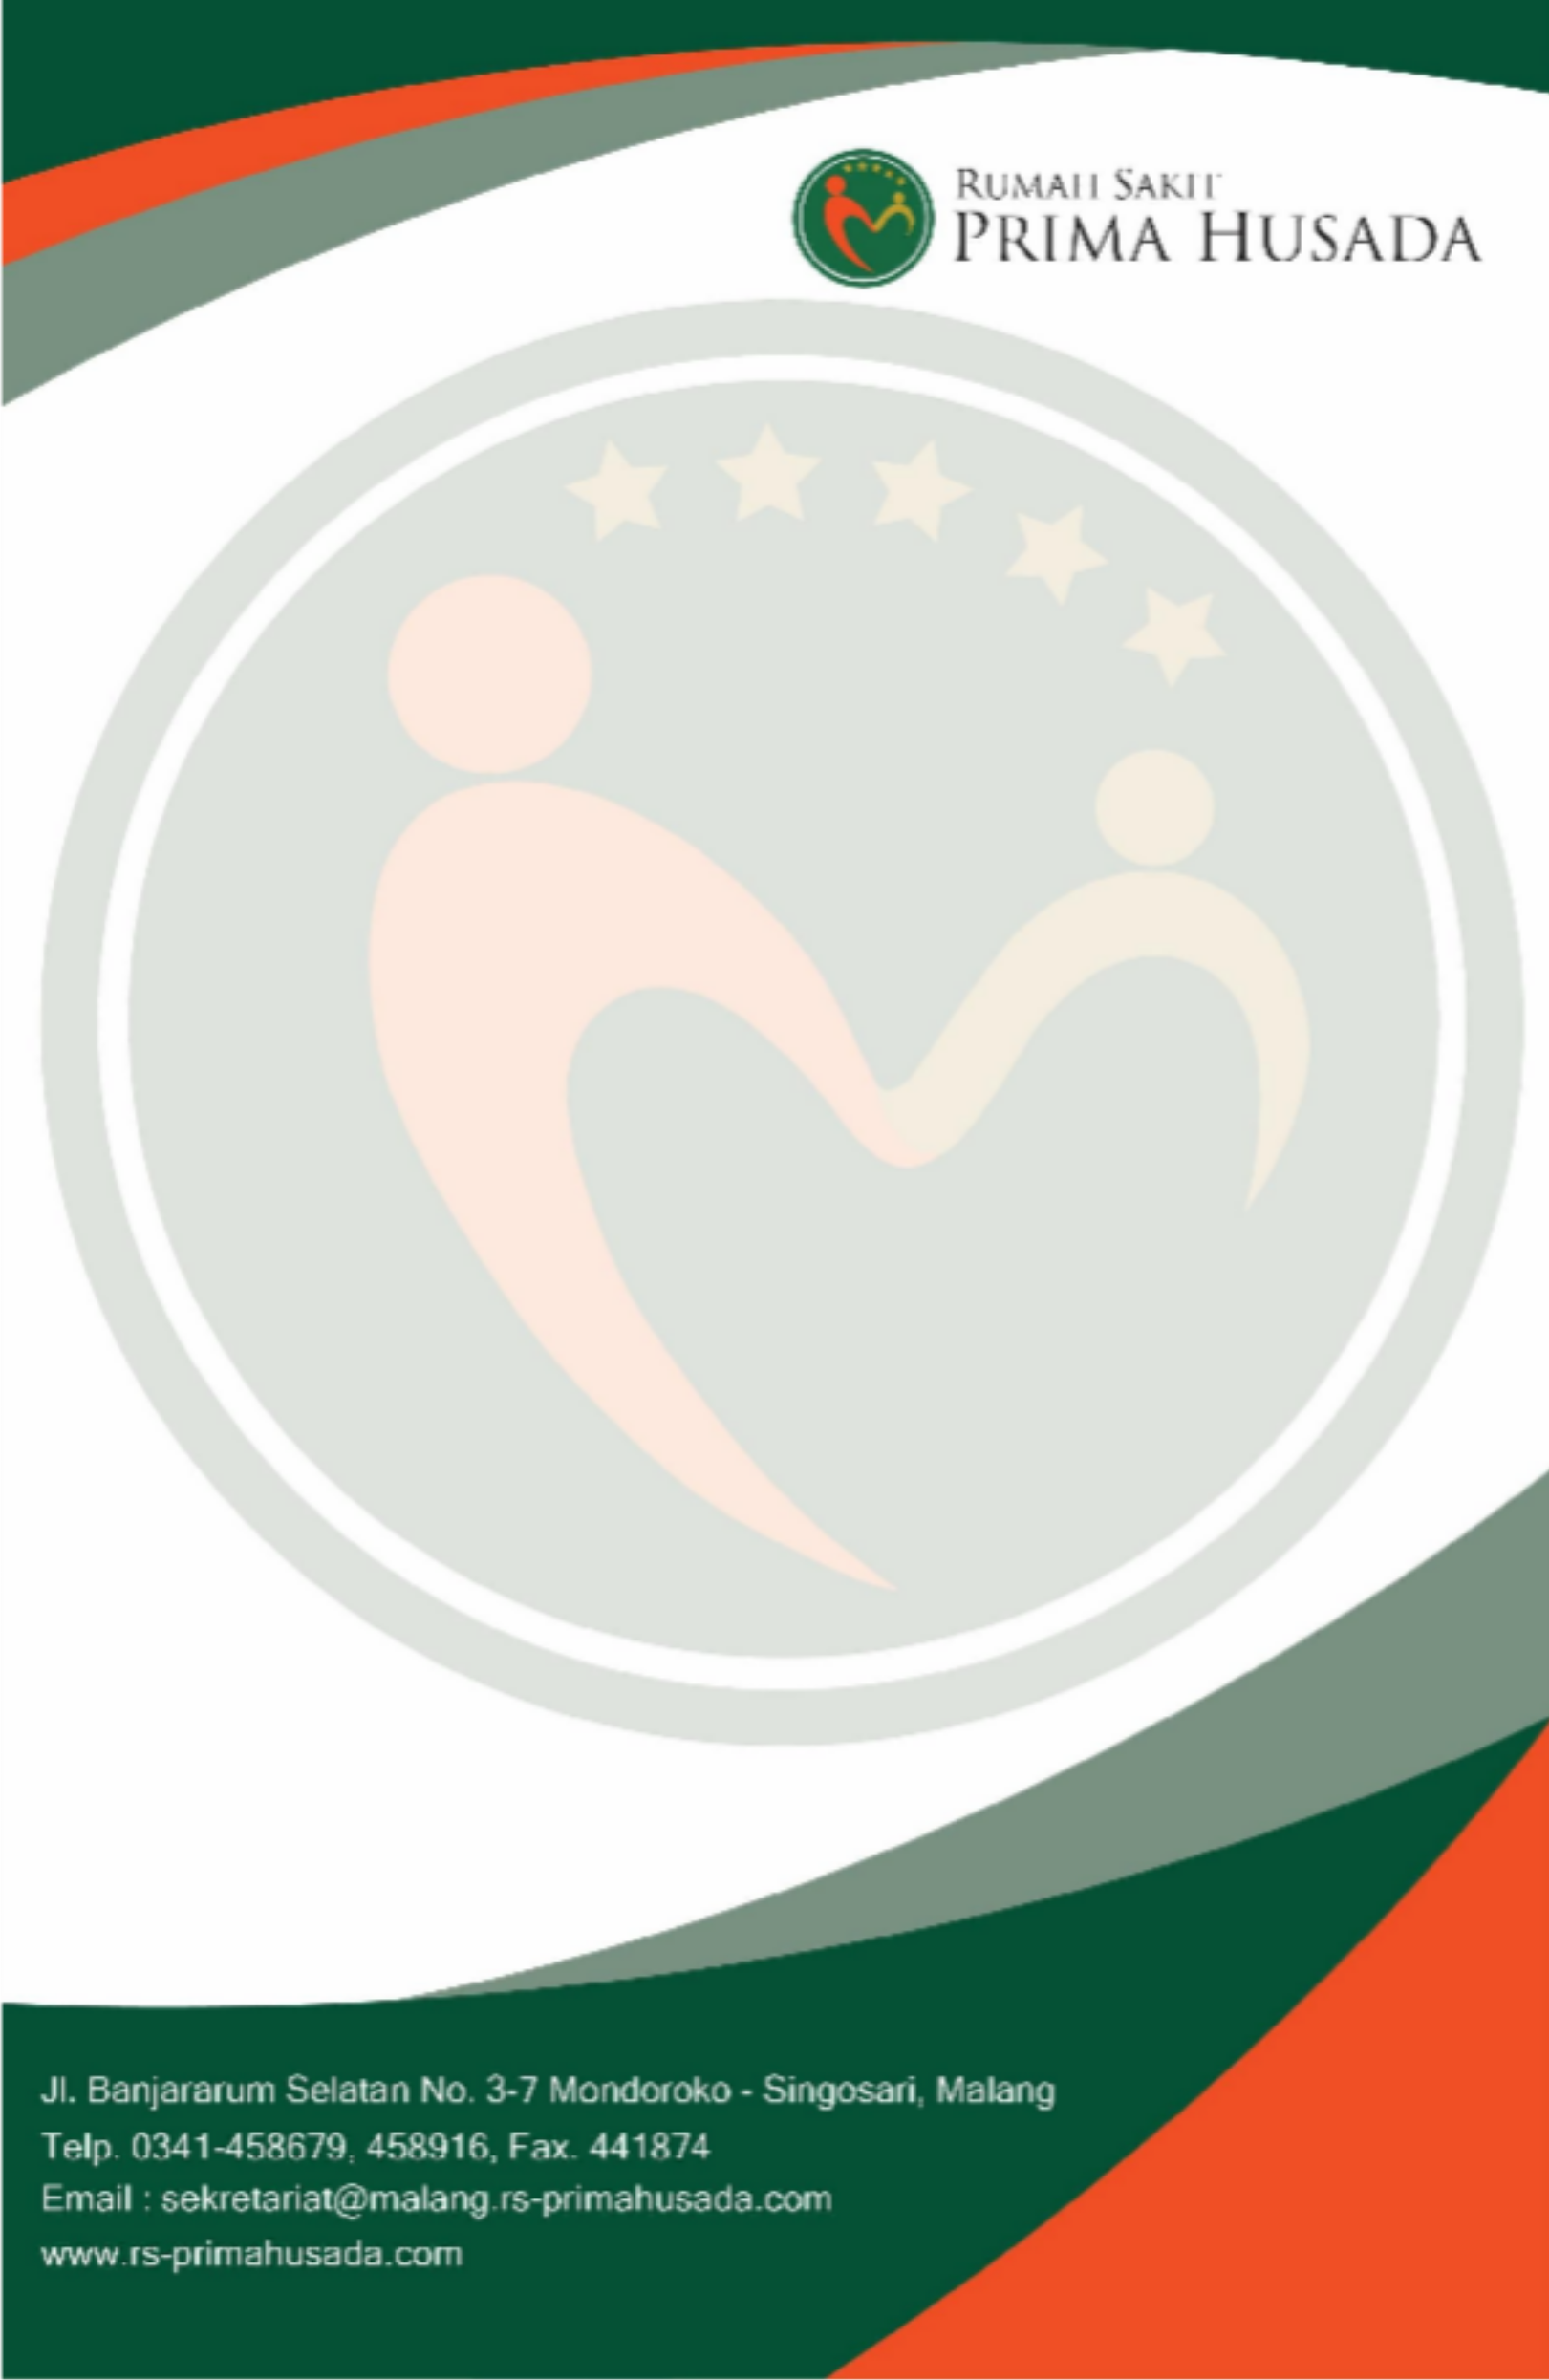 RUMAH SAKIT
PRIMA HUSADA
Jl. Banjararum Selatan No. 3-7 Mondoroko - Singosari, Malang
Telp. 0341-458679, 458916, Fax. 441874
Email : sekretariat@malang.rs-primahusada.com
www.rs-primahusada.com